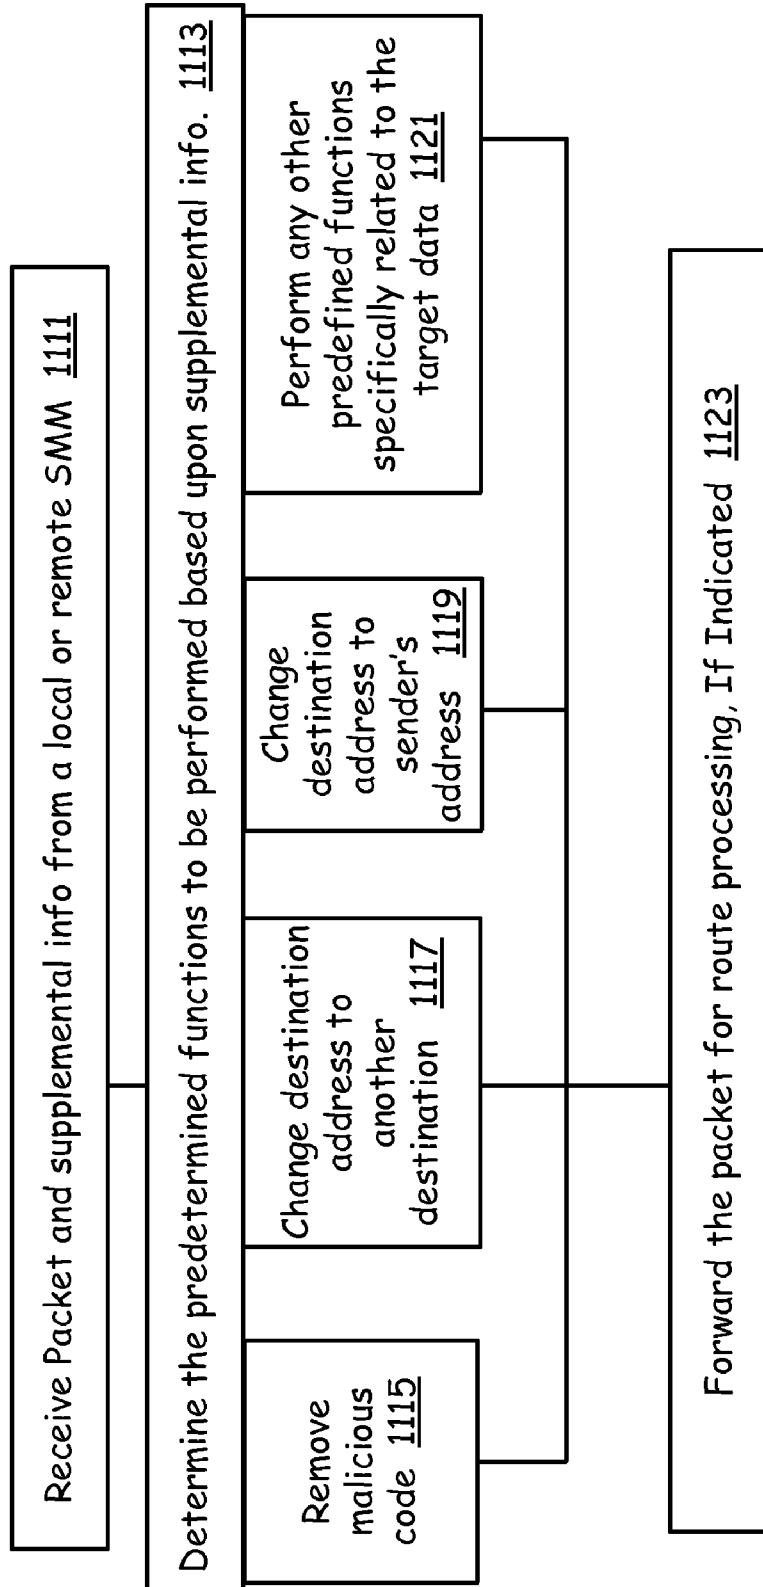 Receive Packet and supplemental info from a local or remote SMM 1111
Determine the predetermined functions to be performed based upon supplemental info. 1113
Remove
malicious
code 1115
Change destination
address to
another
destination 1117
Change
destination
address to
sender's
address 1119
Perform any other
predefined functions
specifically related to the
target data 1121
Forward the packet for route processing, If Indicated 1123